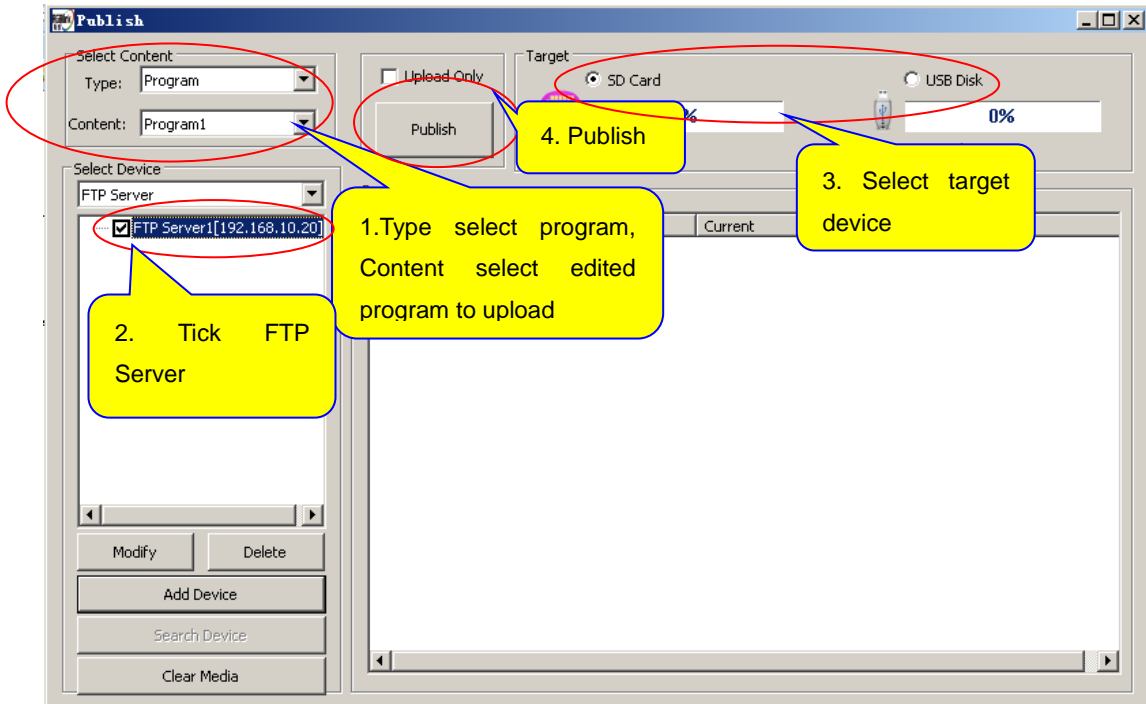 Publish
Select Content
Type: Program
Content: Program1
Upload Only
Publish
Target
SD Card
USB Disk
%
0%
4. Publish
3. Select target
device
Select Device
FTP Server
FTP Server1[192.168.10.20]
1.Type select program,
Content select edited
program to upload
Current
2. Tick FTP
Server
Modify
Delete
Add Device
Search Device
Clear Media